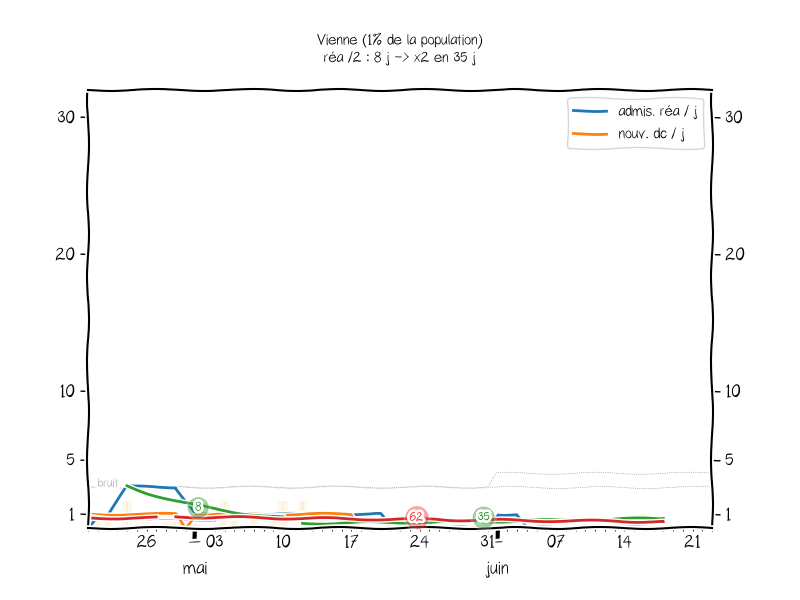 Vienne (1% de la population)
réa /2 : 8 j -> x2 en 35 j
admis. réa / j
nouv. dc / j
30 30
20 20
10 10
5 5
bruit
8 62 35
1 1
26 03 10 17 24 31 07 14 21
mai juin